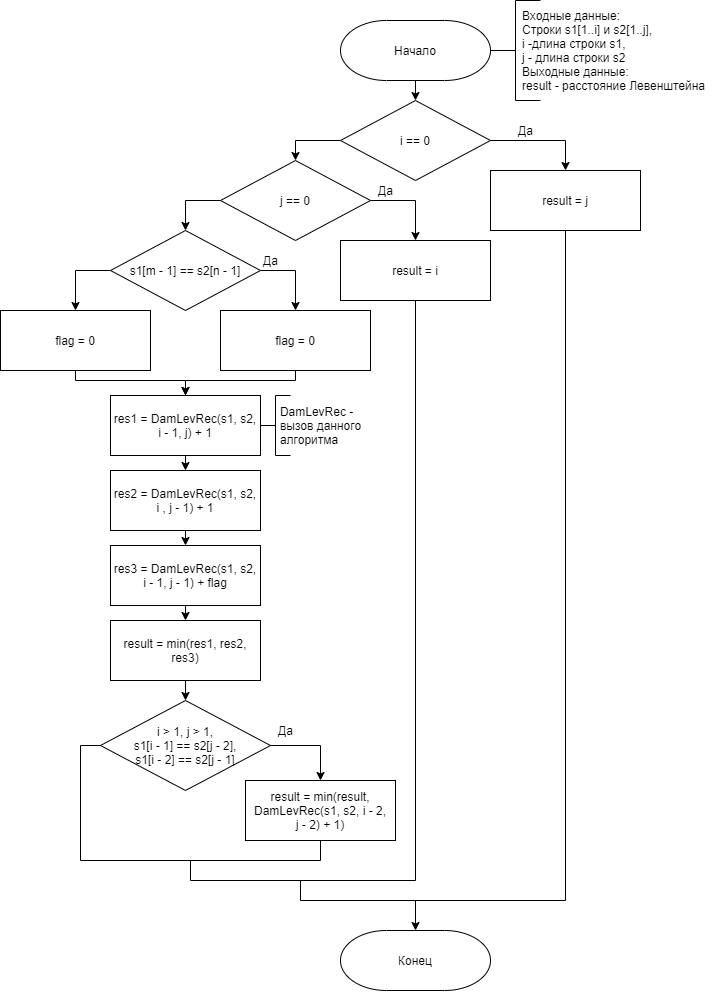 Начало
Входные данные:
Строки s1[1..i] и s2[1..j],
i -длина строки s1,
j - длина строки s2
Выходные данные:
result - расстояние Левенштейна
i == 0
Да
result = j
j == 0
Да
result = i
s1[m - 1] == s2[n - 1]
Да
flag = 0
flag = 0
res1 = DamLevRec(s1, s2,
i - 1, j) + 1
DamLevRec -
вызов данного
алгоритма
res2 = DamLevRec(s1, s2,
i , j - 1) + 1
res3 = DamLevRec(s1, s2,
i - 1, j - 1) + flag
result = min(res1, res2,
res3)
i > 1, j > 1,
s1[i - 1] == s2[j - 2],
s1[i - 2] == s2[j - 1]
Да
result = min(result,
DamLevRec(s1, s2, i - 2,
j - 2) + 1)
Конец